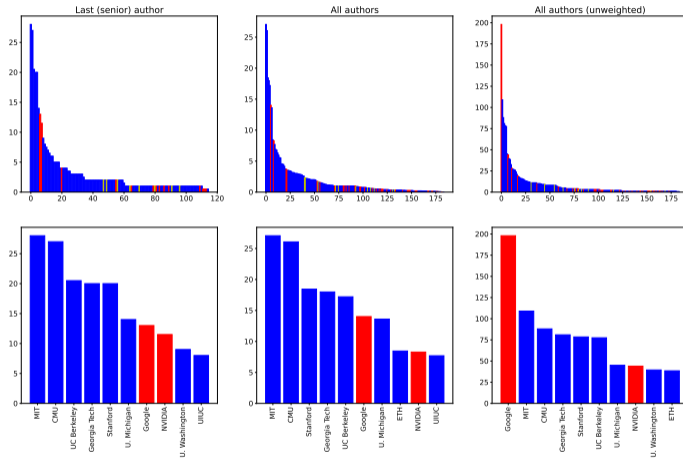 Last (senior) author
All authors
All authors (unweighted)
25
20
15
10
5
0
0 20 40 60 80 100 120
25
20
15
10
5
0
0 25 50 75 100 125 150 175
200
175
150
125
100
75
50
25
0
0 25 50 75 100 125 150 175
25
20
15
10
5
0
MIT
CMU
UC Berkeley
Georgia Tech
Stanford
U. Michigan
Google
NVIDIA
U. Washington
UIUC
25
20
15
10
5
0
MIT
CMU
Stanford
Georgia Tech
UC Berkeley
Google
U. Michigan
ETH
NVIDIA
UIUC
200
175
150
125
100
75
50
25
0
Google
MIT
CMU
Georgia Tech
Stanford
UC Berkeley
U. Michigan
NVIDIA
U. Washington
ETH